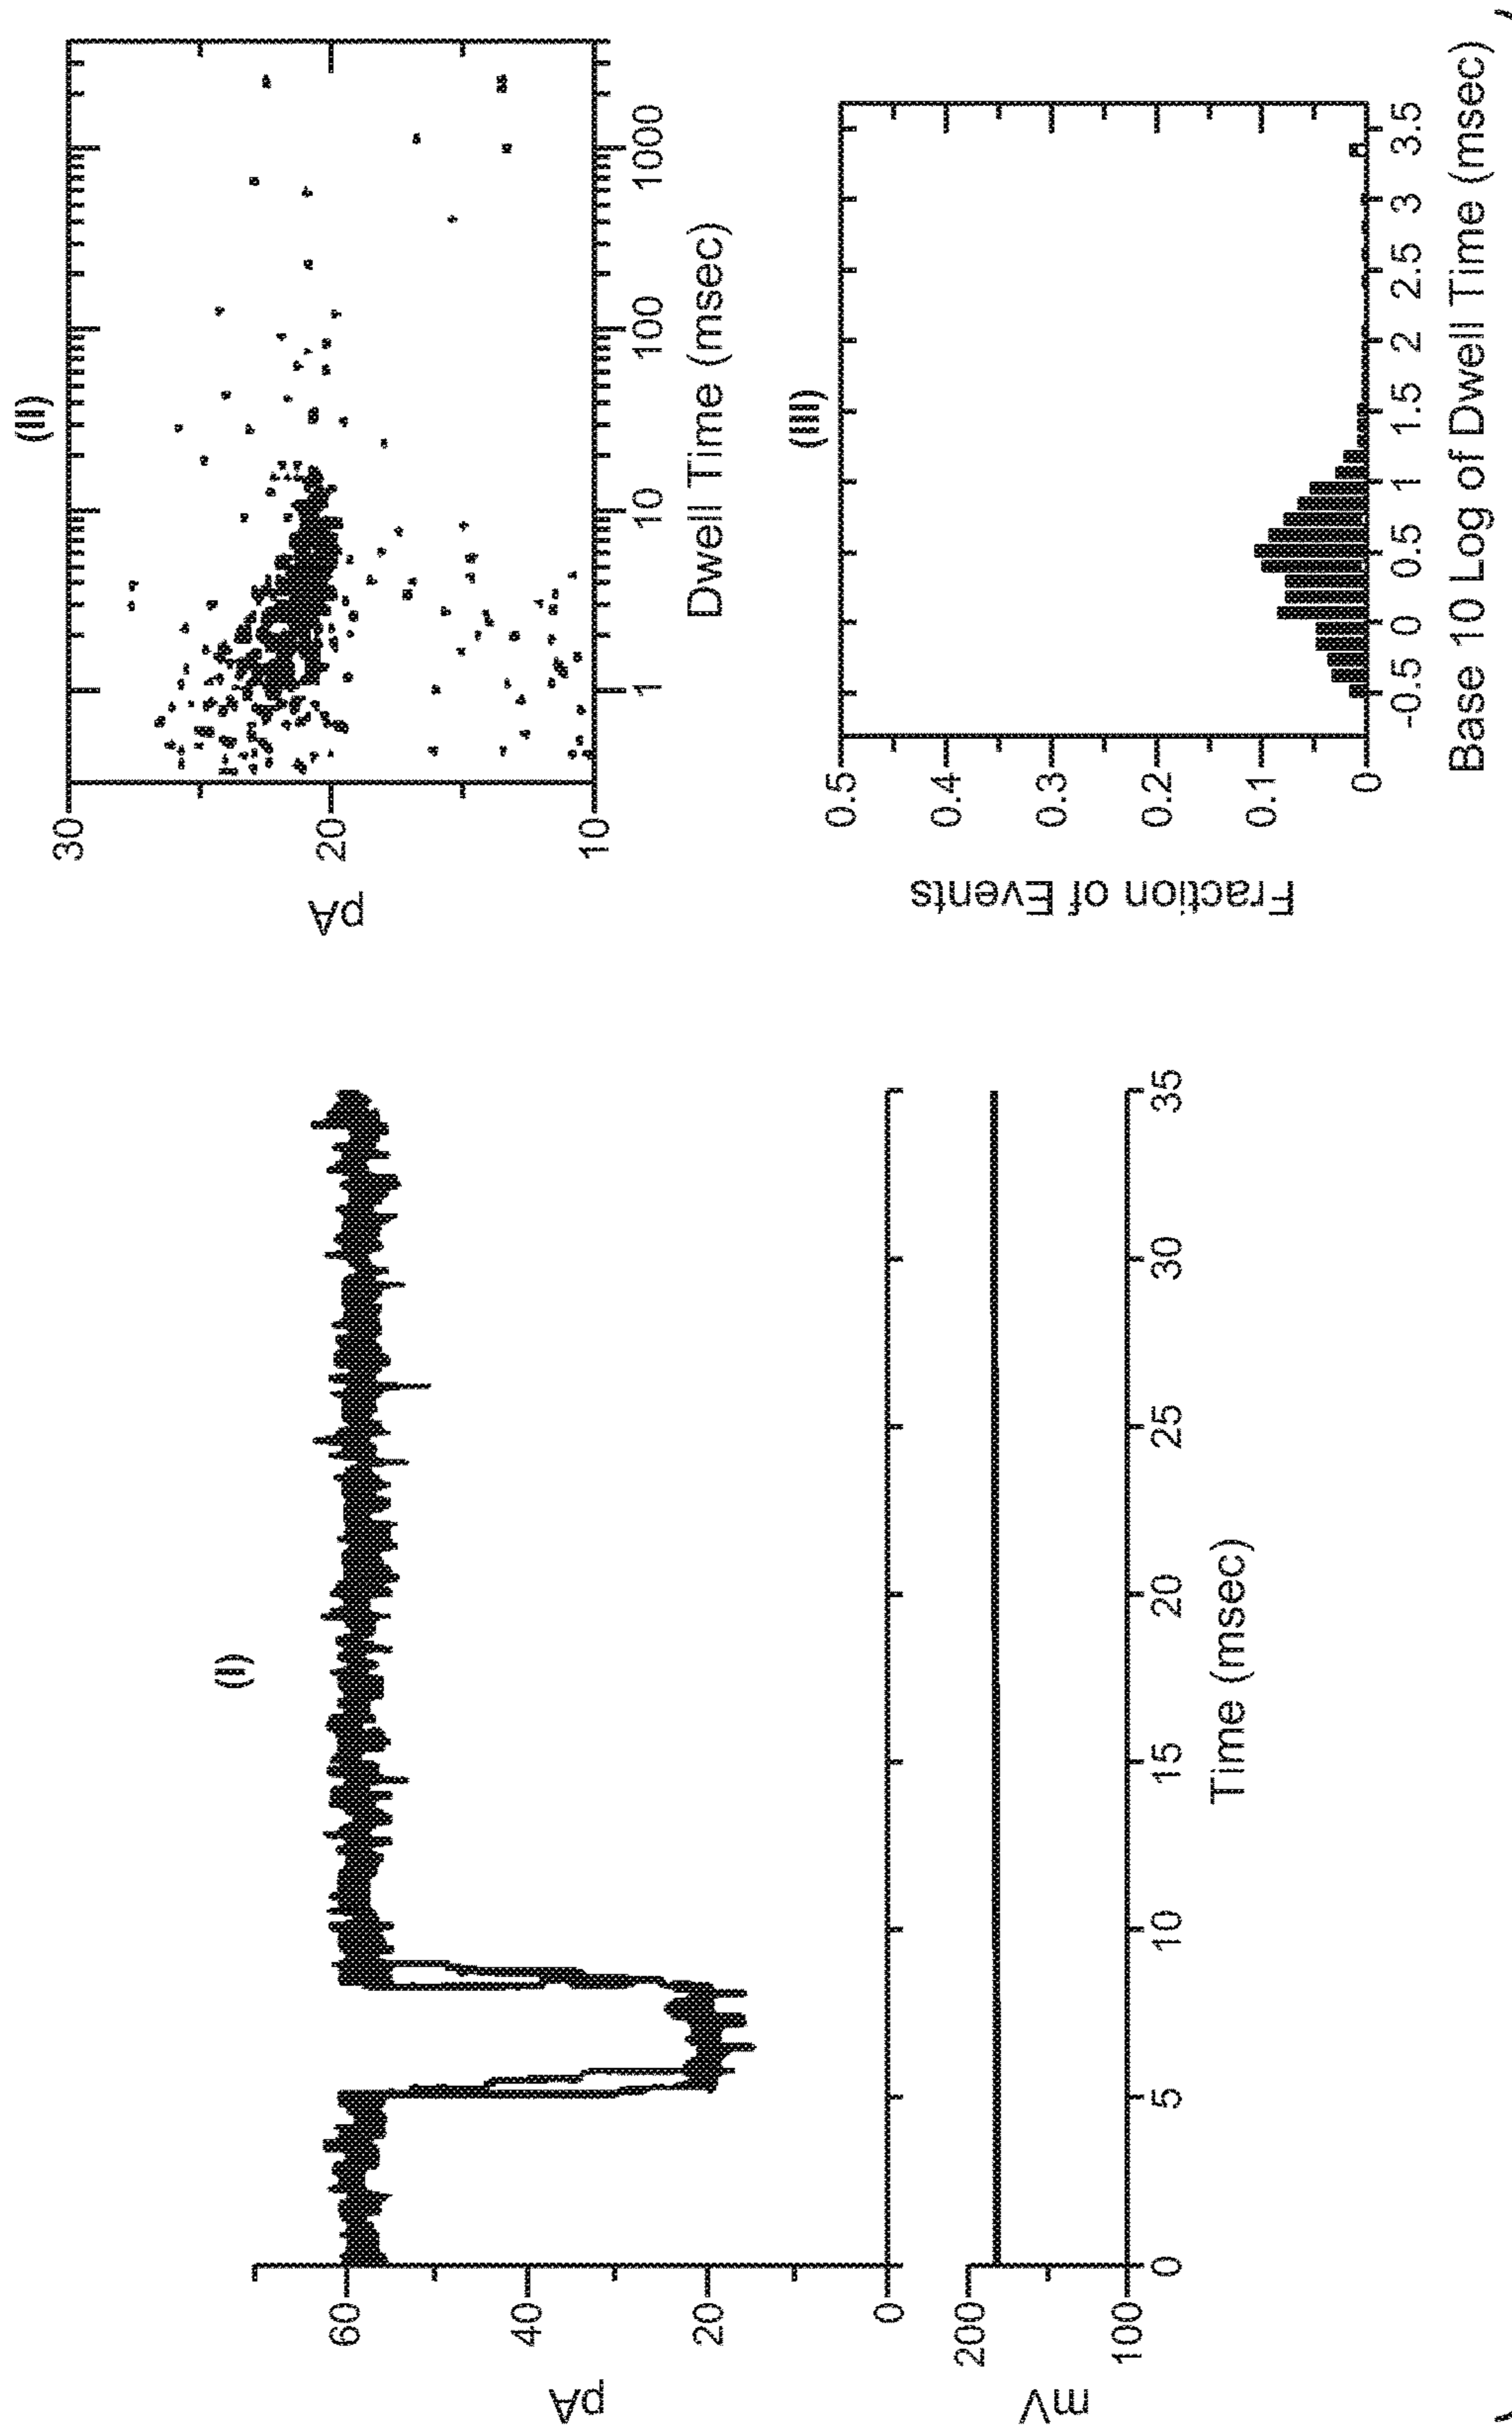 (I)
pA
60
40
20
0
mV
200
100
0 5 10 15 20 25 30 35
Time (msec)
(II)
pA
30
20
10
1 10 100 1000
Dwell Time (msec)
(III)
Fraction of Events
0.5
0.4
0.3
0.2
0.1
0
-0.5 0 0.5 1 1.5 2 2.5 3 3.5
Base 10 Log of Dwell Time (msec)